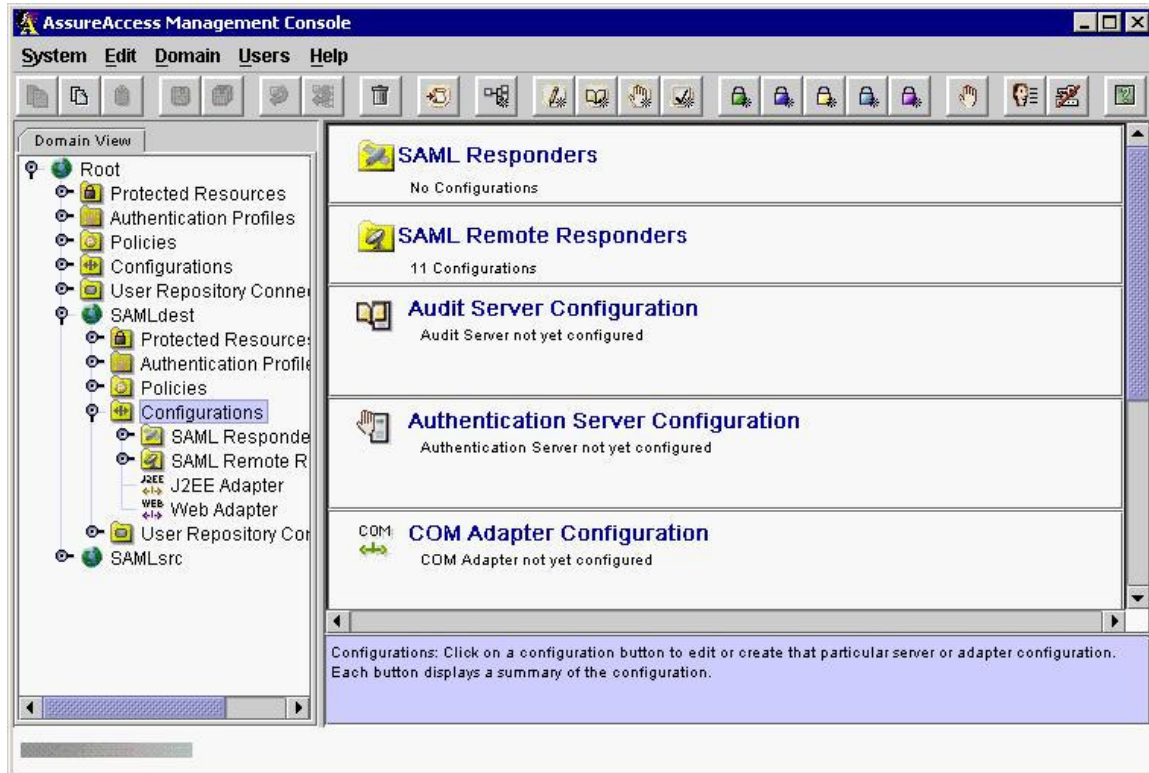 AssureAccess Management Console
System Edit Domain Users Help
Domain View
Root
Protected Resources
Authentication Profiles
Policies
Configurations
User Repository Conne
SAMLdest
Protected Resource
Authentication Profile
Policies
Configurations
SAML Responde
SAML Remote R
J2EE J2EE Adapter
WEB Web Adapter
User Repository Cor
SAMLsrc
SAML Responders
No Configurations
SAML Remote Responders
11 Configurations
Audit Server Configuration
Audit Server not yet configured
Authentication Server Configuration
Authentication Server not yet configured
COM COM Adapter Configuration
COM Adapter not yet configured
Configurations: Click on a configuration button to edit or create that particular server or adapter configuration.
Each button displays a summary of the configuration.